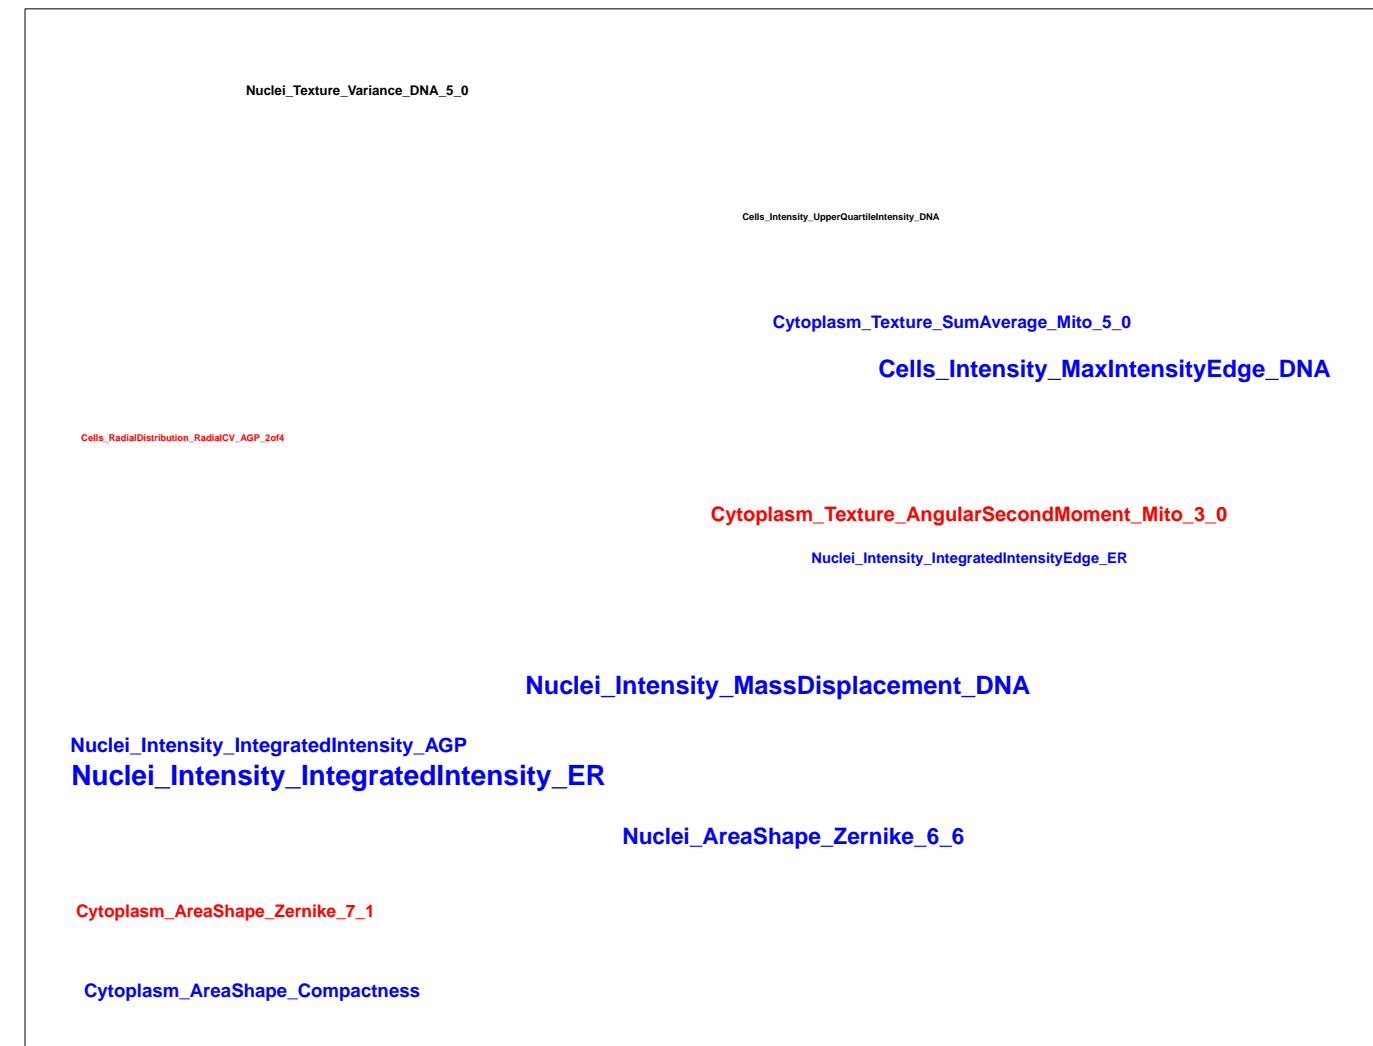 Nuclei_Texture_Variance_DNA_5_0
Cells_Intensity_UpperQuartileIntensity_DNA
Cytoplasm_Texture_SumAverage_Mito_5_0
Cells_Intensity_MaxIntensityEdge_DNA
Cells_RadialDistribution_RadialCV_AGP_2of4
Cytoplasm_Texture_AngularSecondMoment_Mito_3_0
Nuclei_Intensity_IntegratedIntensityEdge_ER
Nuclei_Intensity_MassDisplacement_DNA
Nuclei_Intensity_IntegratedIntensity_AGP
Nuclei_Intensity_IntegratedIntensity_ER
Nuclei_AreaShape_Zernike_6_6
Cytoplasm_AreaShape_Zernike_7_1
Cytoplasm_AreaShape_Compactness